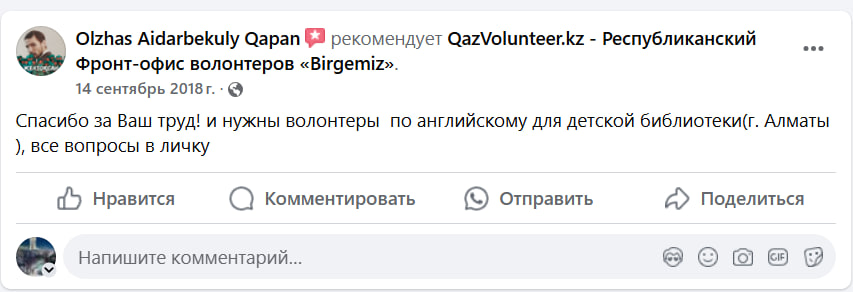 Olzhas Aidarbekuly Qapan рекомендует QazVolunteer.kz - Республиканский
Фронт-офис волонтеров «Birgemiz».
14 сентябрь 2018 г. ·
Спасибо за Ваш труд! и нужны волонтеры  по английскому для детской библиотеки(г. Алматы
), все вопросы в личку
Нравится Комментировать Отправить Поделиться
Напишите комментарий... GIF